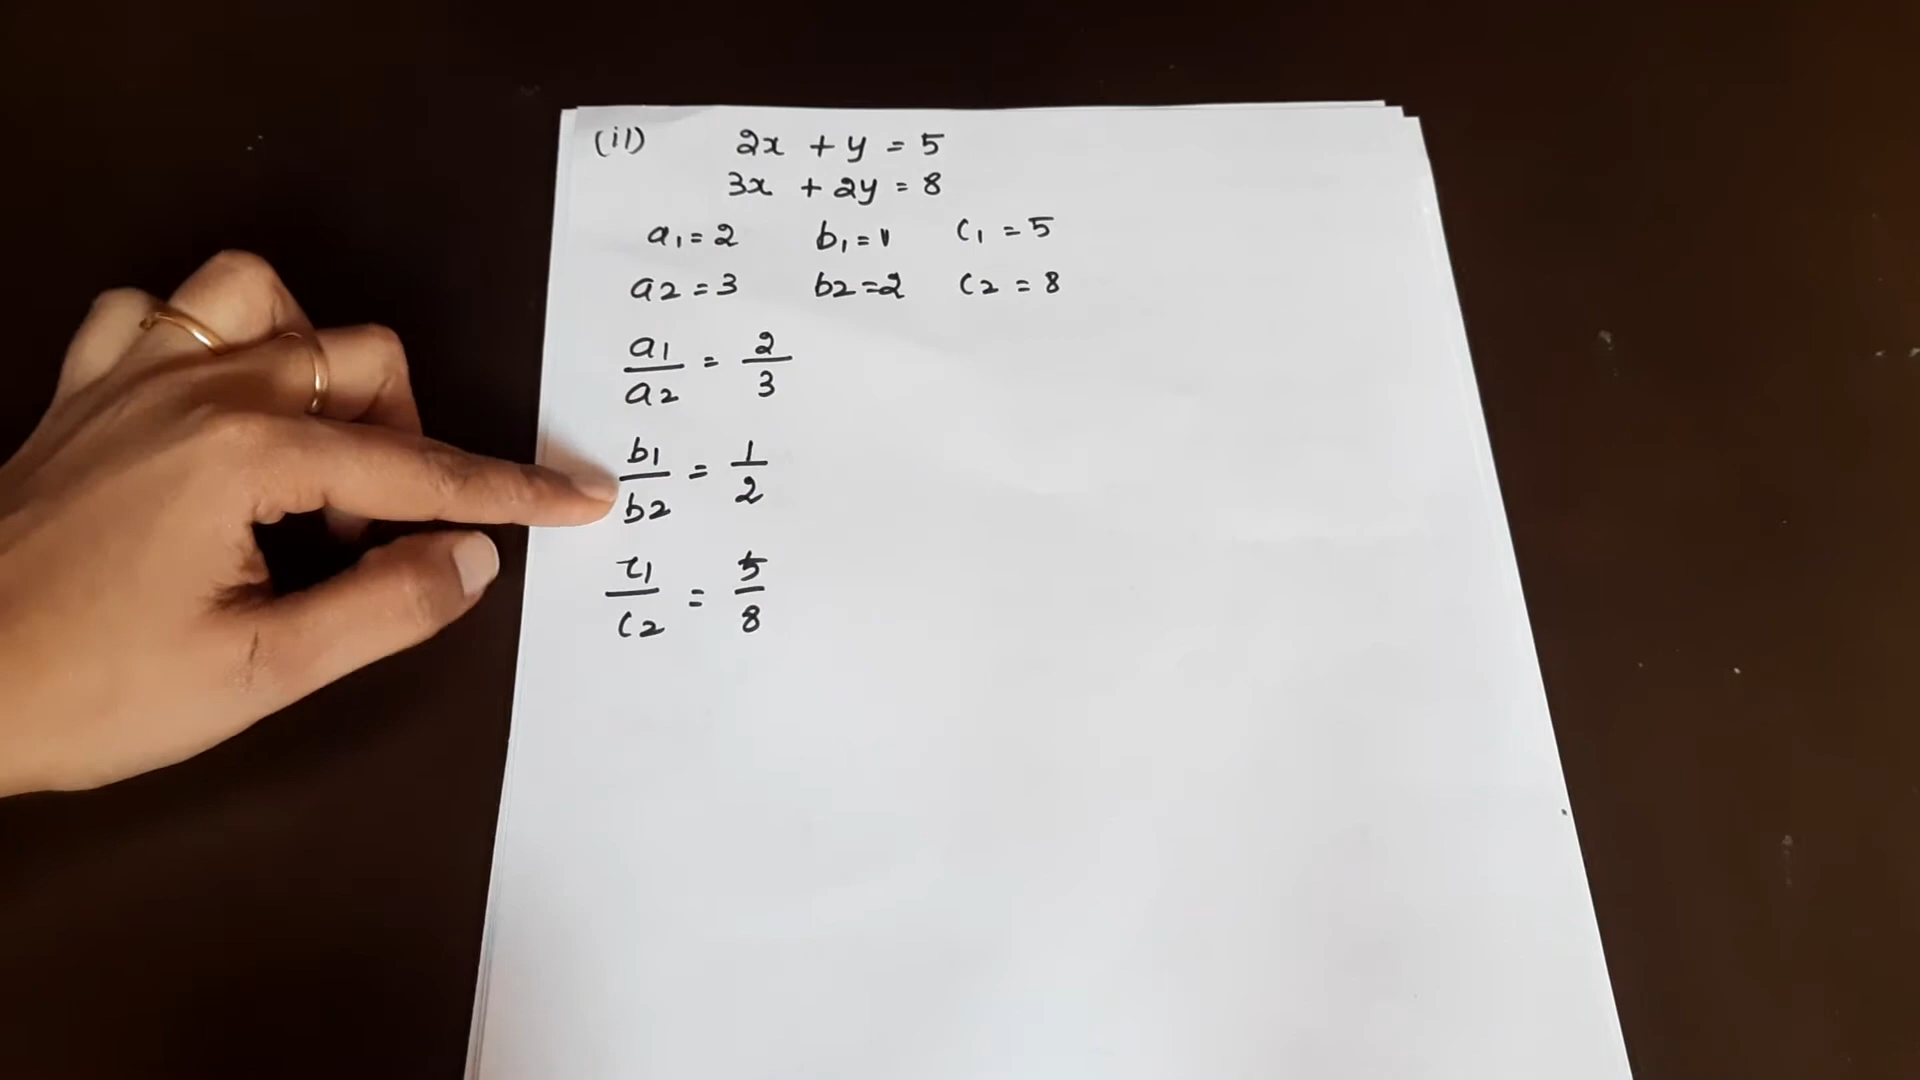 (ii) 2x + y = 5
3x + 2y = 8
a1 = 2 b1 = 1 c1 = 5
a2 = 3 b2 = 2 c2 = 8
a1/a2 = 2/3
b1/b2 = 1/2
c1/c2 = 5/8